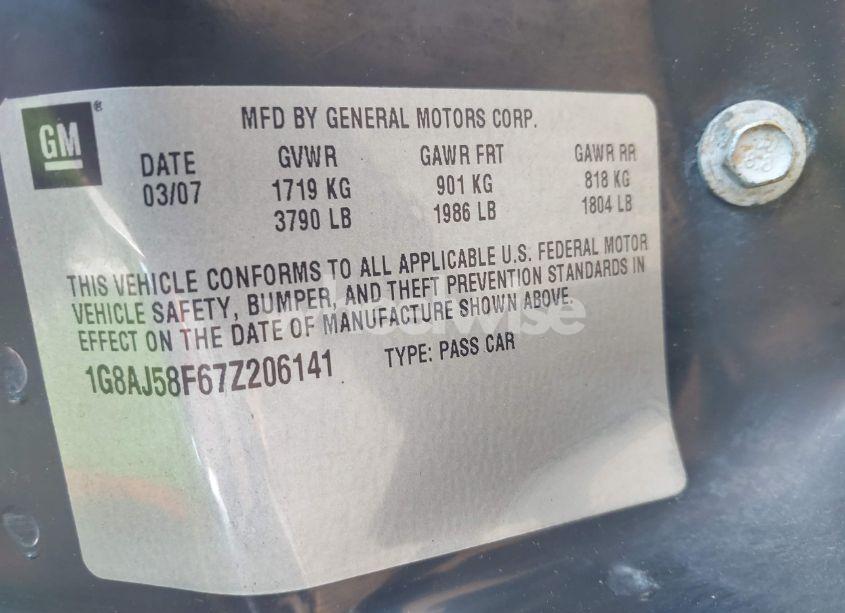 GM ®
MFD BY GENERAL MOTORS CORP.
DATE GVWR GAWR FRT GAWR RR
03/07 1719 KG 901 KG 818 KG
3790 LB 1986 LB 1804 LB
THIS VEHICLE CONFORMS TO ALL APPLICABLE U.S. FEDERAL MOTOR
VEHICLE SAFETY, BUMPER, AND THEFT PREVENTION STANDARDS IN
EFFECT ON THE DATE OF MANUFACTURE SHOWN ABOVE.
1G8AJ58F67Z206141 TYPE: PASS CAR